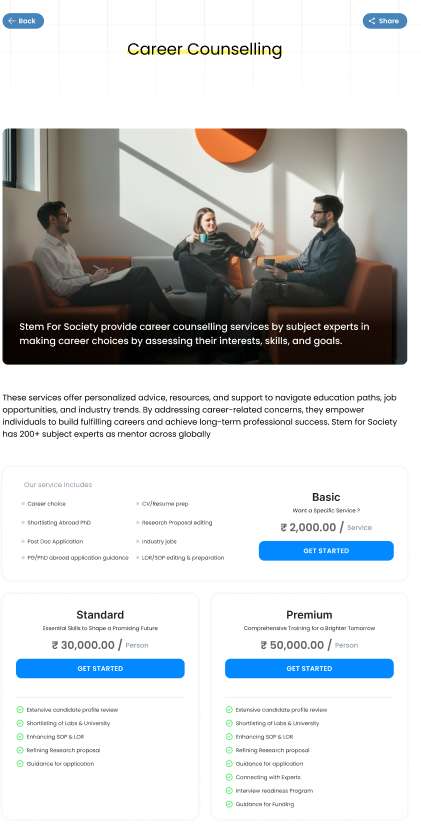 Back
Share
Career Counselling
Stem For Society provide career counselling services by subject experts in
making career choices by assessing their interests, skills, and goals.
These services offer personalized advice, resources, and support to navigate education paths, job
opportunities, and industry trends. By addressing career-related concerns, they empower
individuals to build fulfilling careers and achieve long-term professional success. Stem for Society
has 200+ subject experts as mentor across globally
Our service Includes
Career choice
CV/Resume prep
Shortlisting Abroad PhD
Research Proposal editing
Post Doc Application
Industry jobs
PG/PhD abroad application guidance
LOR/SOP editing & preparation
Basic
Want a Specific Service ?
₹ 2,000.00 / Service
GET STARTED
Standard
Essential Skills to Shape a Promising Future
₹ 30,000.00 / Person
GET STARTED
Extensive candidate profile review
Shortlisting of Labs & University
Enhancing SOP & LOR
Refining Research proposal
Guidance for application
Premium
Comprehensive Training for a Brighter Tomorrow
₹ 50,000.00 / Person
GET STARTED
Extensive candidate profile review
Shortlisting of Labs & University
Enhancing SOP & LOR
Refining Research proposal
Guidance for application
Connecting with Experts
Interview readiness Program
Guidance for Funding